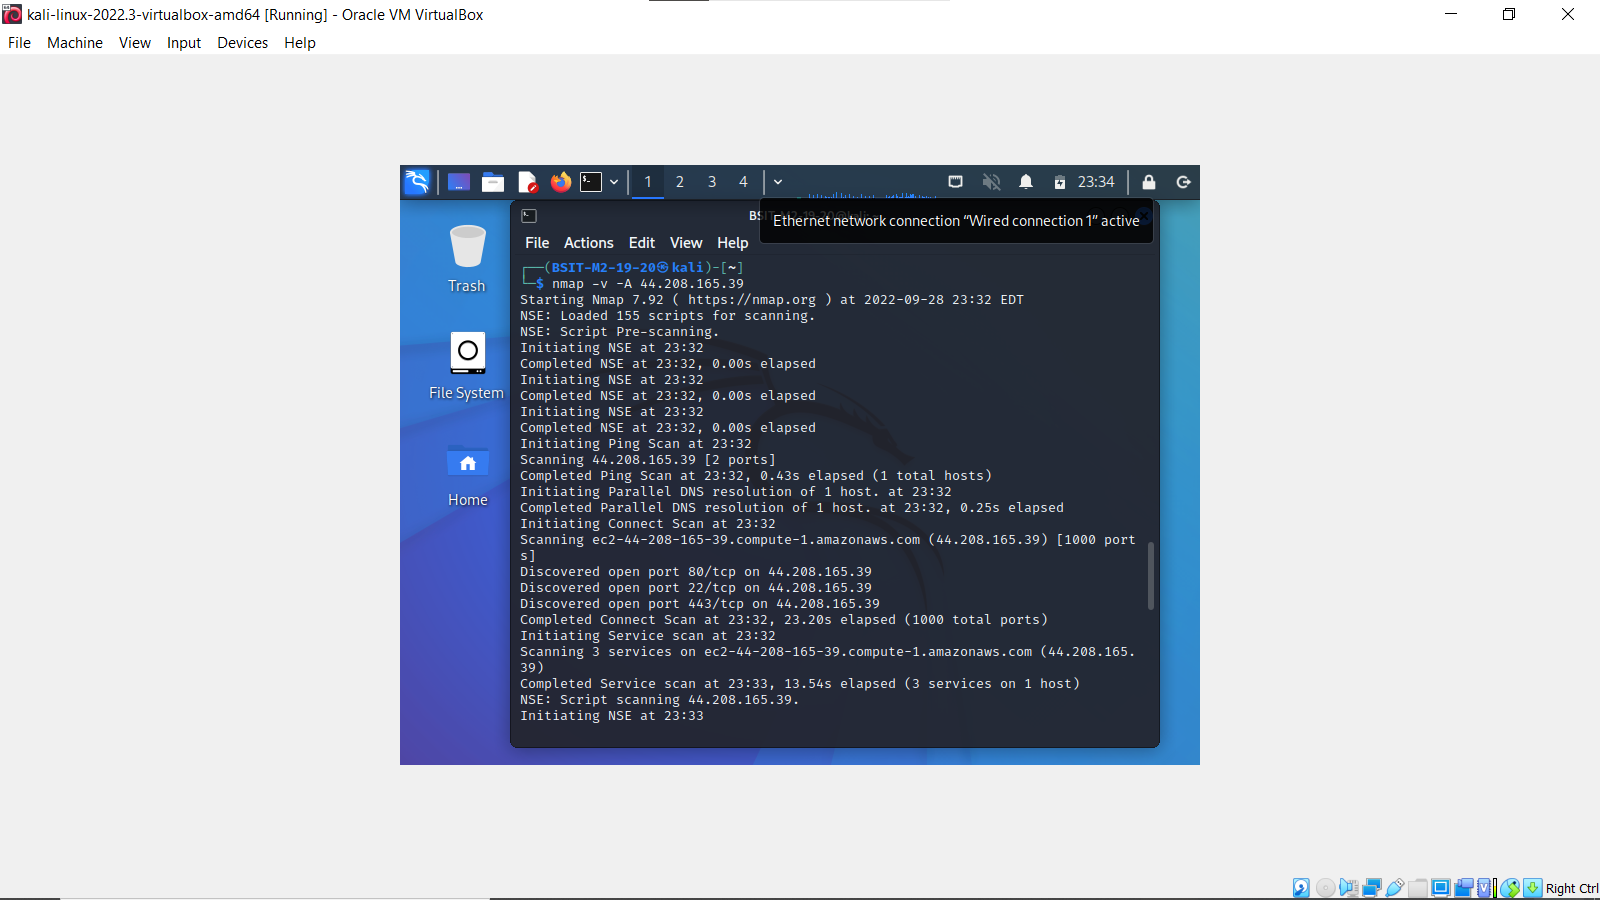 kali-linux-2022.3-virtualbox-amd64 [Running] - Oracle VM VirtualBox
File Machine View Input Devices Help
1 2 3 4 23:34
Ethernet network connection “Wired connection 1” active
File Actions Edit View Help
Trash
File System
Home
┌──(BSIT-M2-19-20㉿kali)-[~]
└─$ nmap -v -A 44.208.165.39
Starting Nmap 7.92 ( https://nmap.org ) at 2022-09-28 23:32 EDT
NSE: Loaded 155 scripts for scanning.
NSE: Script Pre-scanning.
Initiating NSE at 23:32
Completed NSE at 23:32, 0.00s elapsed
Initiating NSE at 23:32
Completed NSE at 23:32, 0.00s elapsed
Initiating NSE at 23:32
Completed NSE at 23:32, 0.00s elapsed
Initiating Ping Scan at 23:32
Scanning 44.208.165.39 [2 ports]
Completed Ping Scan at 23:32, 0.43s elapsed (1 total hosts)
Initiating Parallel DNS resolution of 1 host. at 23:32
Completed Parallel DNS resolution of 1 host. at 23:32, 0.25s elapsed
Initiating Connect Scan at 23:32
Scanning ec2-44-208-165-39.compute-1.amazonaws.com (44.208.165.39) [1000 port
s]
Discovered open port 80/tcp on 44.208.165.39
Discovered open port 22/tcp on 44.208.165.39
Discovered open port 443/tcp on 44.208.165.39
Completed Connect Scan at 23:32, 23.20s elapsed (1000 total ports)
Initiating Service scan at 23:32
Scanning 3 services on ec2-44-208-165-39.compute-1.amazonaws.com (44.208.165.
39)
Completed Service scan at 23:33, 13.54s elapsed (3 services on 1 host)
NSE: Script scanning 44.208.165.39.
Initiating NSE at 23:33
Right Ctrl